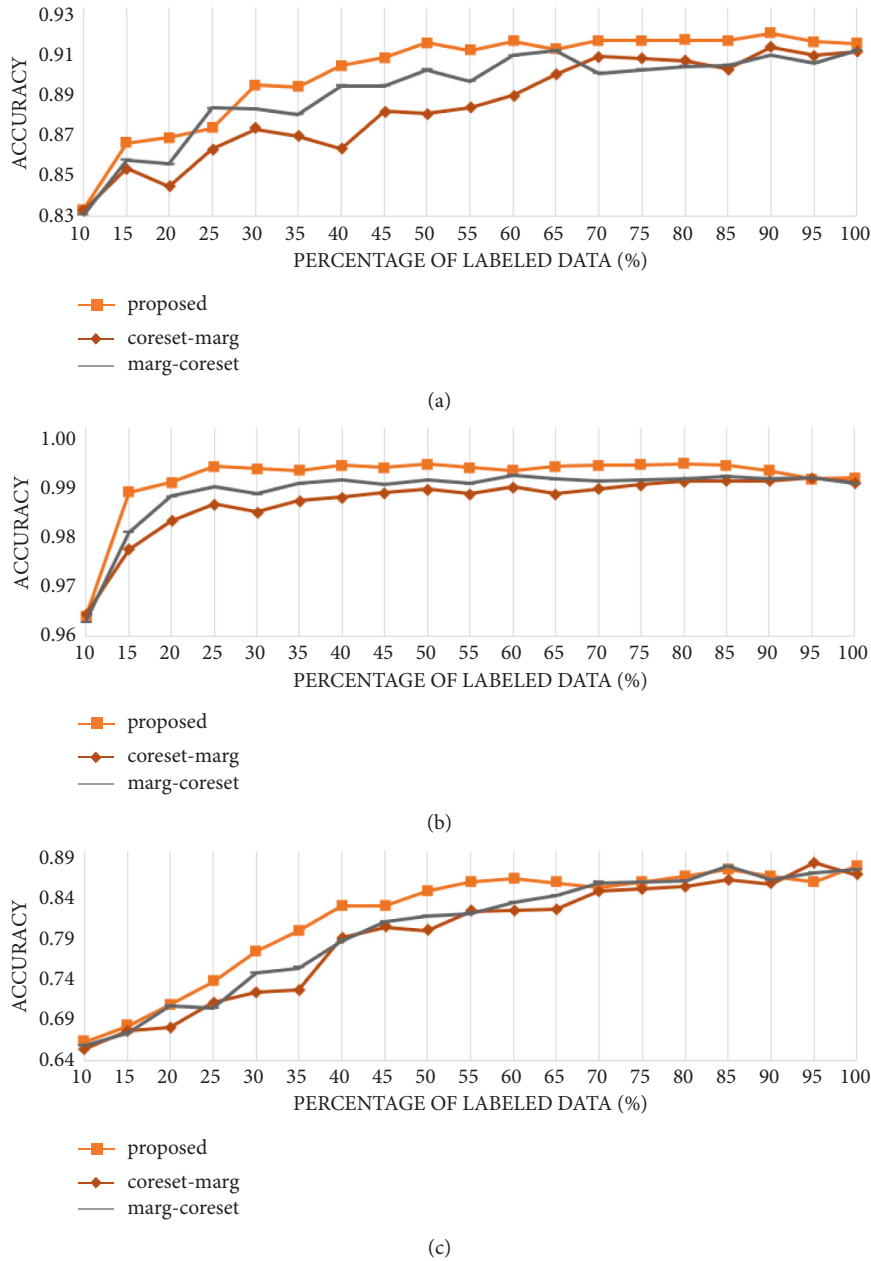 0.93
0.91
0.89
0.87
0.85
0.83
ACCURACY
10 15 20 25 30 35 40 45 50 55 60 65 70 75 80 85 90 95 100
PERCENTAGE OF LABELED DATA (%)
proposed
coreset-marg
marg-coreset
(a)
1.00
0.99
0.98
0.97
0.96
ACCURACY
10 15 20 25 30 35 40 45 50 55 60 65 70 75 80 85 90 95 100
PERCENTAGE OF LABELED DATA (%)
proposed
coreset-marg
marg-coreset
(b)
0.89
0.84
0.79
0.74
0.69
0.64
ACCURACY
10 15 20 25 30 35 40 45 50 55 60 65 70 75 80 85 90 95 100
PERCENTAGE OF LABELED DATA (%)
proposed
coreset-marg
marg-coreset
(c)